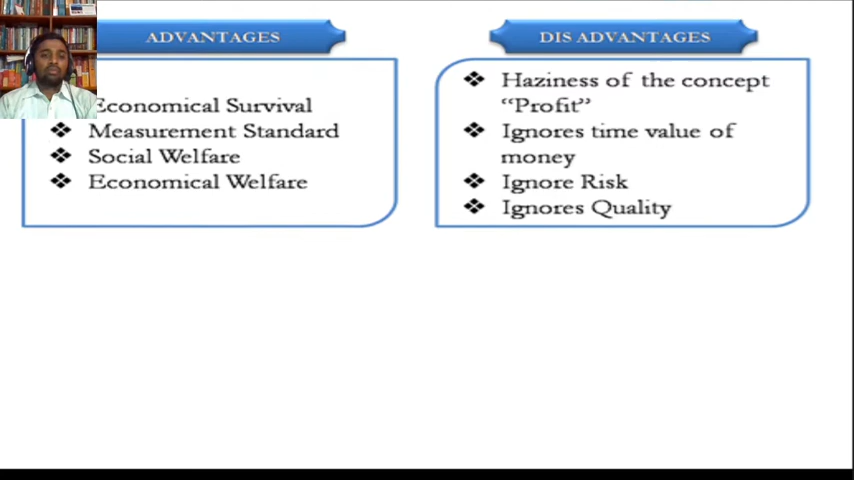 ADVANTAGES
Economical Survival
Measurement Standard
Social Welfare
Economical Welfare
DIS ADVANTAGES
Haziness of the concept
“Profit”
Ignores time value of
money
Ignore Risk
Ignores Quality